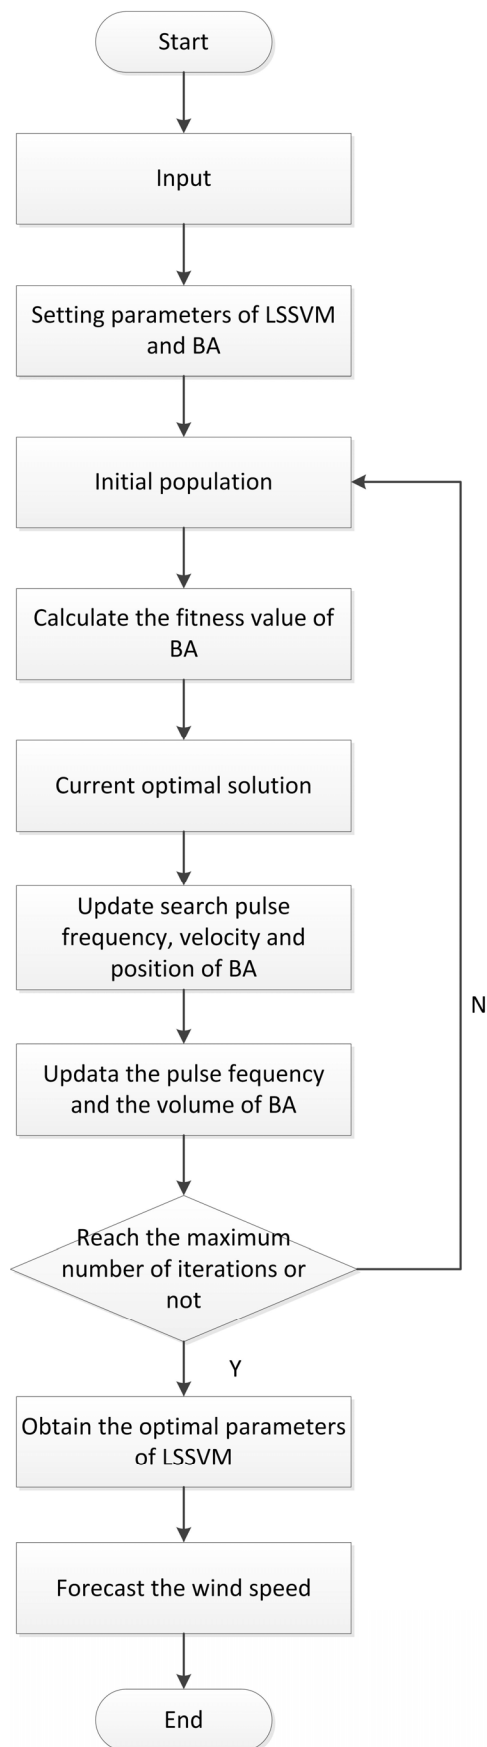 Start
Input
Setting parameters of LSSVM
and BA
Initial population
Calculate the fitness value of
BA
Current optimal solution
Update search pulse
frequency, velocity and
position of BA
N
Updata the pulse fequency
and the volume of BA
Reach the maximum
number of iterations or
not
Y
Obtain the optimal parameters
of LSSVM
Forecast the wind speed
End